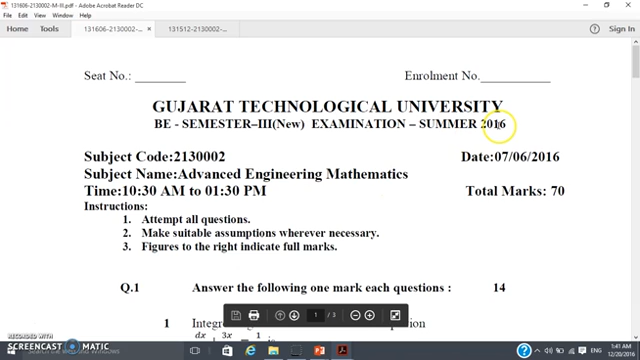 131606-2130002-M-III.pdf - Adobe Acrobat Reader DC
File Edit View Window Help
Home Tools 131606-2130002-... × 131512-2130002-... Sign In
Seat No.: ________ Enrolment No.___________
GUJARAT TECHNOLOGICAL UNIVERSITY
BE - SEMESTER–III(New) EXAMINATION – SUMMER 2016
Subject Code:2130002 Date:07/06/2016
Subject Name:Advanced Engineering Mathematics
Time:10:30 AM to 01:30 PM Total Marks: 70
Instructions:
1. Attempt all questions.
2. Make suitable assumptions wherever necessary.
3. Figures to the right indicate full marks.
Q.1 Answer the following one mark each questions : 14
1 / 3
1
dx 3x 1
RECORDED WITH
SCREENCAST MATIC
1:41 AM
12/20/2016